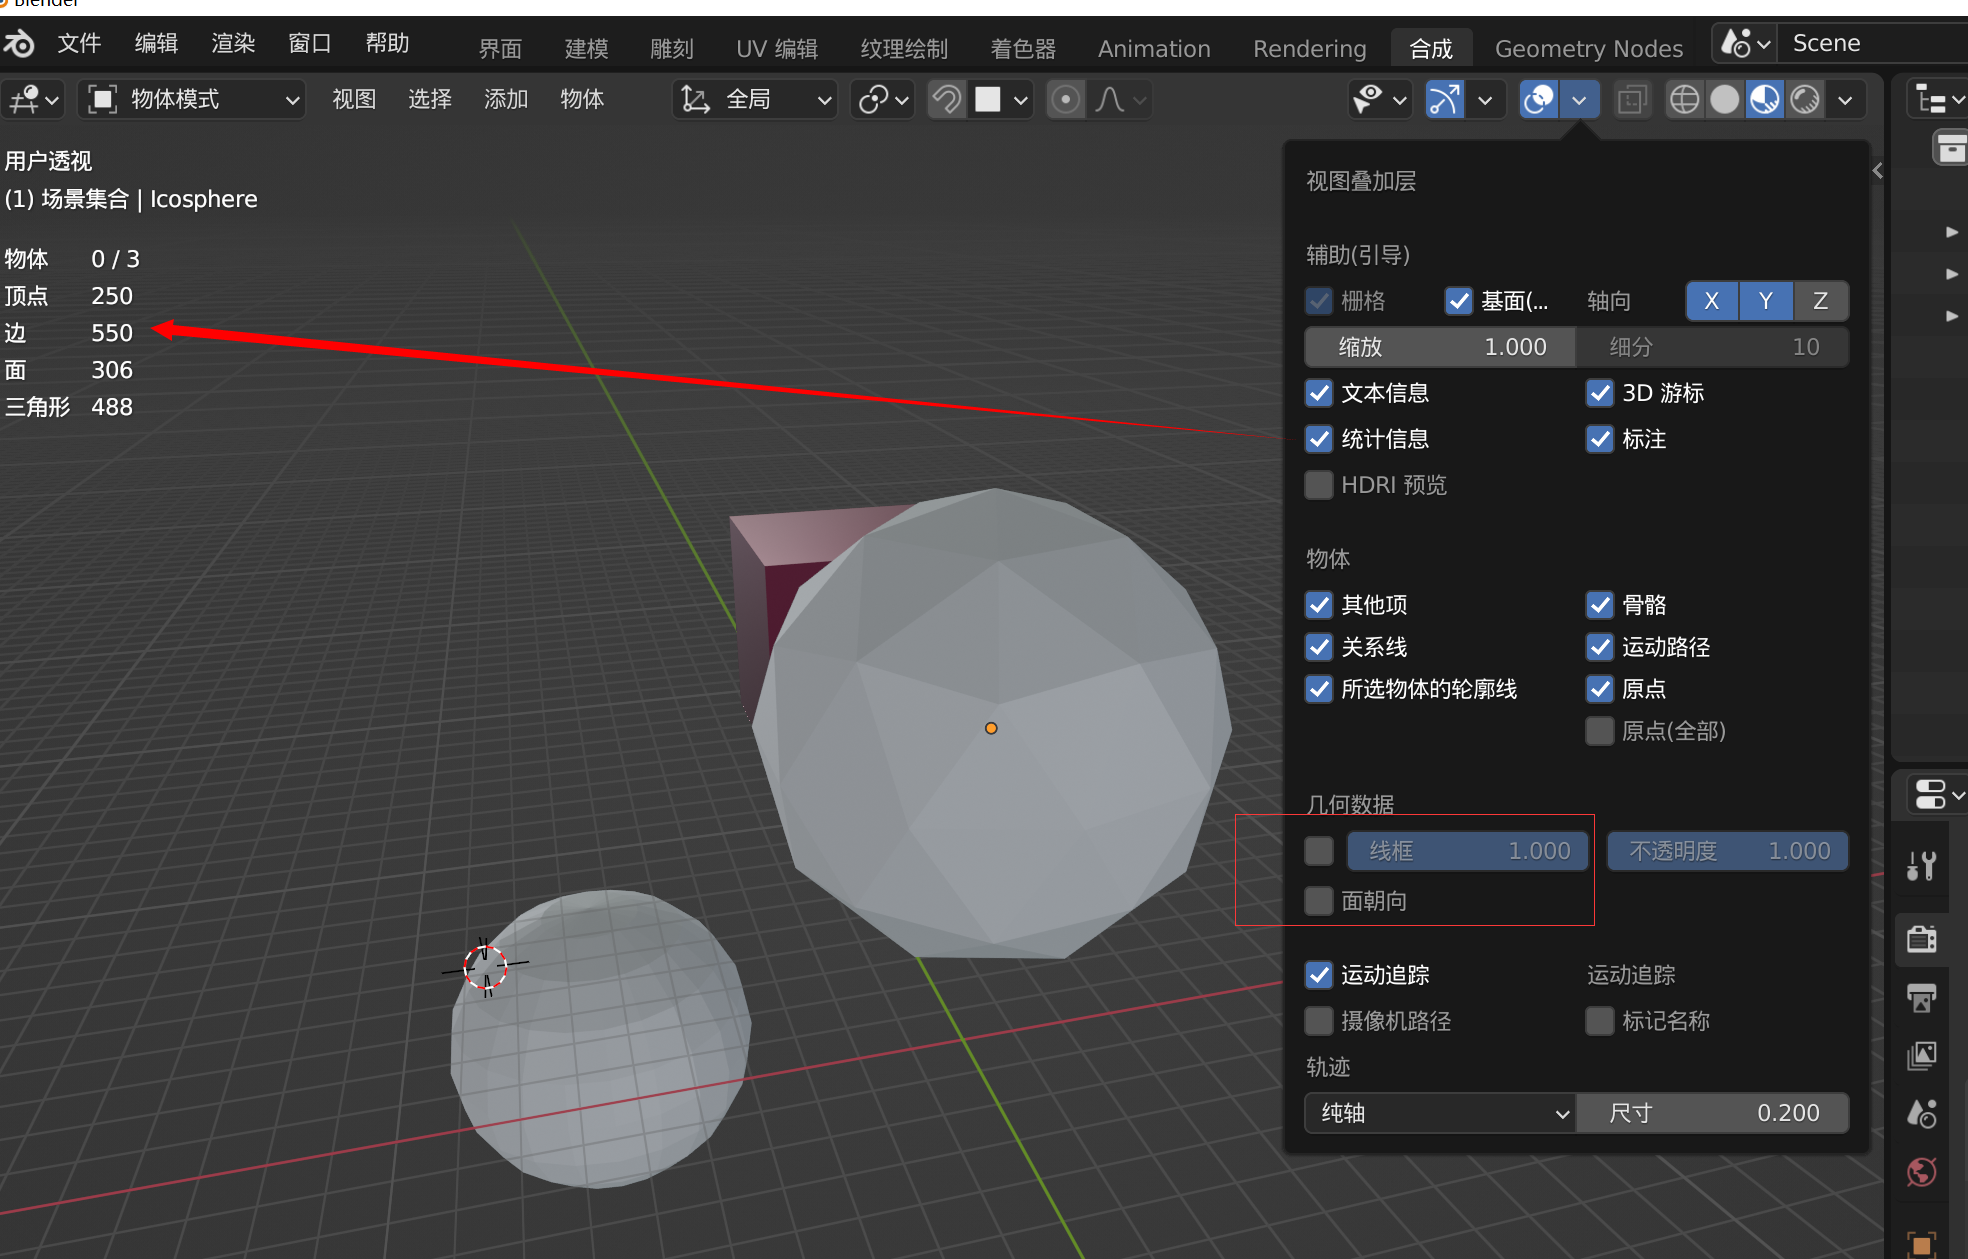 Blender
文件 编辑 渲染 窗口 帮助 界面 建模 雕刻 UV 编辑 纹理绘制 着色器 Animation Rendering 合成 Geometry Nodes Scene
物体模式 视图 选择 添加 物体 全局
用户透视
(1) 场景集合 | Icosphere
物体 0 / 3
顶点 250
边 550
面 306
三角形 488
视图叠加层
辅助(引导)
栅格 基面(... 轴向 X Y Z
缩放 1.000 细分 10
文本信息 3D 游标
统计信息 标注
HDRI 预览
物体
其他项 骨骼
关系线 运动路径
所选物体的轮廓线 原点
原点(全部)
几何数据
线框 1.000 不透明度 1.000
面朝向
运动追踪 运动追踪
摄像机路径 标记名称
轨迹
纯轴 尺寸 0.200